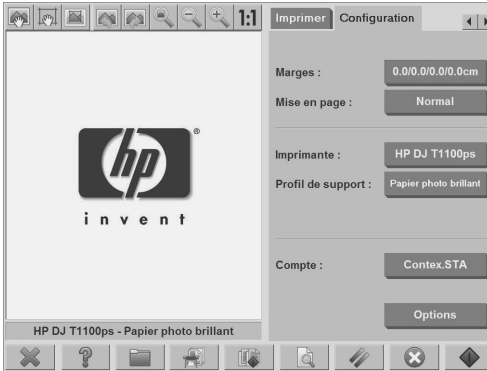 1:1
Imprimer Configuration
Marges : 0.0/0.0/0.0/0.0cm
Mise en page : Normal
Imprimante : HP DJ T1100ps
Profil de support : Papier photo brillant
Compte : Contex.STA
Options
hp ®
invent
HP DJ T1100ps - Papier photo brillant
?